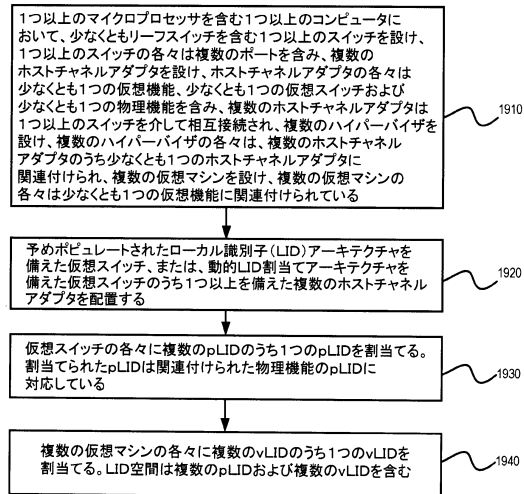 1つ以上のマイクロプロセッサを含む1つ以上のコンピュータに
おいて、少なくともリーフスイッチを含む1つ以上のスイッチを設け、
1つ以上のスイッチの各々は複数のポートを含み、複数の
ホストチャネルアダプタを設け、ホストチャネルアダプタの各々は
少なくとも1つの仮想機能、少なくとも1つの仮想スイッチおよび
少なくとも1つの物理機能を含み、複数のホストチャネルアダプタは
1つ以上のスイッチを介して相互接続され、複数のハイパーバイザを
設け、複数のハイパーバイザの各々は、複数のホストチャネル
アダプタのうち少なくとも1つのホストチャネルアダプタに
関連付けられ、複数の仮想マシンを設け、複数の仮想マシンの
各々は少なくとも1つの仮想機能に関連付けられている
1910
予めポピュレートされたローカル識別子(LID)アーキテクチャを
備えた仮想スイッチ、または、動的LID割当てアーキテクチャを
備えた仮想スイッチのうち1つ以上を備えた複数のホストチャネル
アダプタを配置する
1920
仮想スイッチの各々に複数のpLIDのうち1つのpLIDを割当てる。
割当てられたpLIDは関連付けられた物理機能のpLIDに
対応している
1930
複数の仮想マシンの各々に複数のvLIDのうち1つのvLIDを
割当てる。LID空間は複数のpLIDおよび複数のvLIDを含む
1940